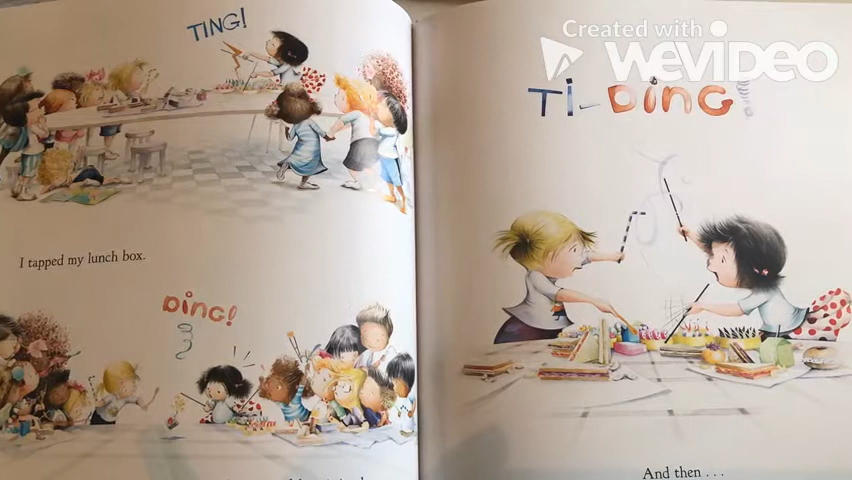 TING!
I tapped my lunch box.
DING!
Created with
WEVIDEO
Ti-DING!
And then . . .